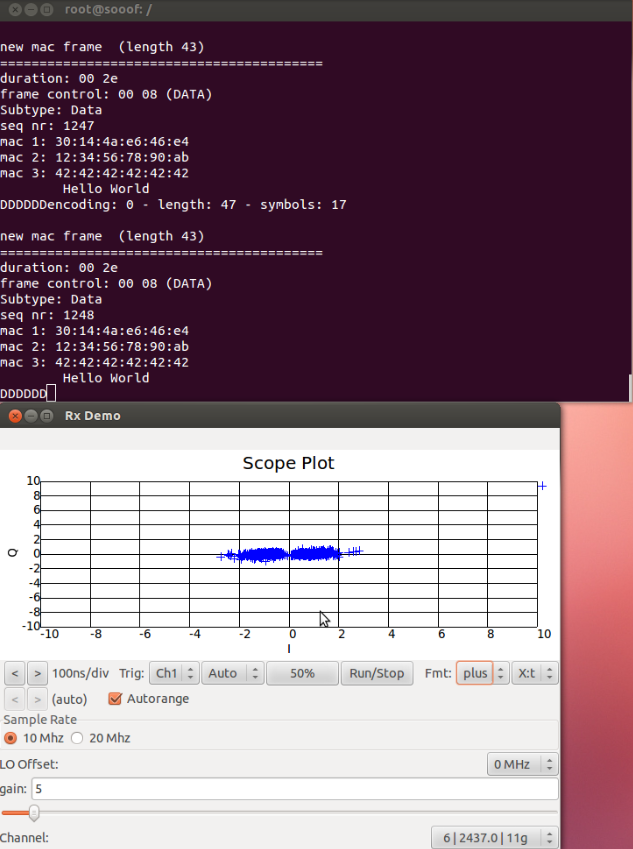 root@sooof: /
new mac frame  (length 43)
=========================================
duration: 00 2e
frame control: 00 08 (DATA)
Subtype: Data
seq nr: 1247
mac 1: 30:14:4a:e6:46:e4
mac 2: 12:34:56:78:90:ab
mac 3: 42:42:42:42:42:42
Hello World
DDDDDDencoding: 0 - length: 47 - symbols: 17
new mac frame  (length 43)
=========================================
duration: 00 2e
frame control: 00 08 (DATA)
Subtype: Data
seq nr: 1248
mac 1: 30:14:4a:e6:46:e4
mac 2: 12:34:56:78:90:ab
mac 3: 42:42:42:42:42:42
Hello World
DDDDDD
Rx Demo
Scope Plot
10
8
6
4
2
0
-2
-4
-6
-8
-10
Q
-10 -8 -6 -4 -2 0 2 4 6 8 10
I
< > 100ns/div Trig: Ch1 Auto 50% Run/Stop Fmt: plus X:t
< > (auto) Autorange
Sample Rate
10 Mhz 20 Mhz
LO Offset: 0 MHz
gain: 5
Channel: 6 | 2437.0 | 11g